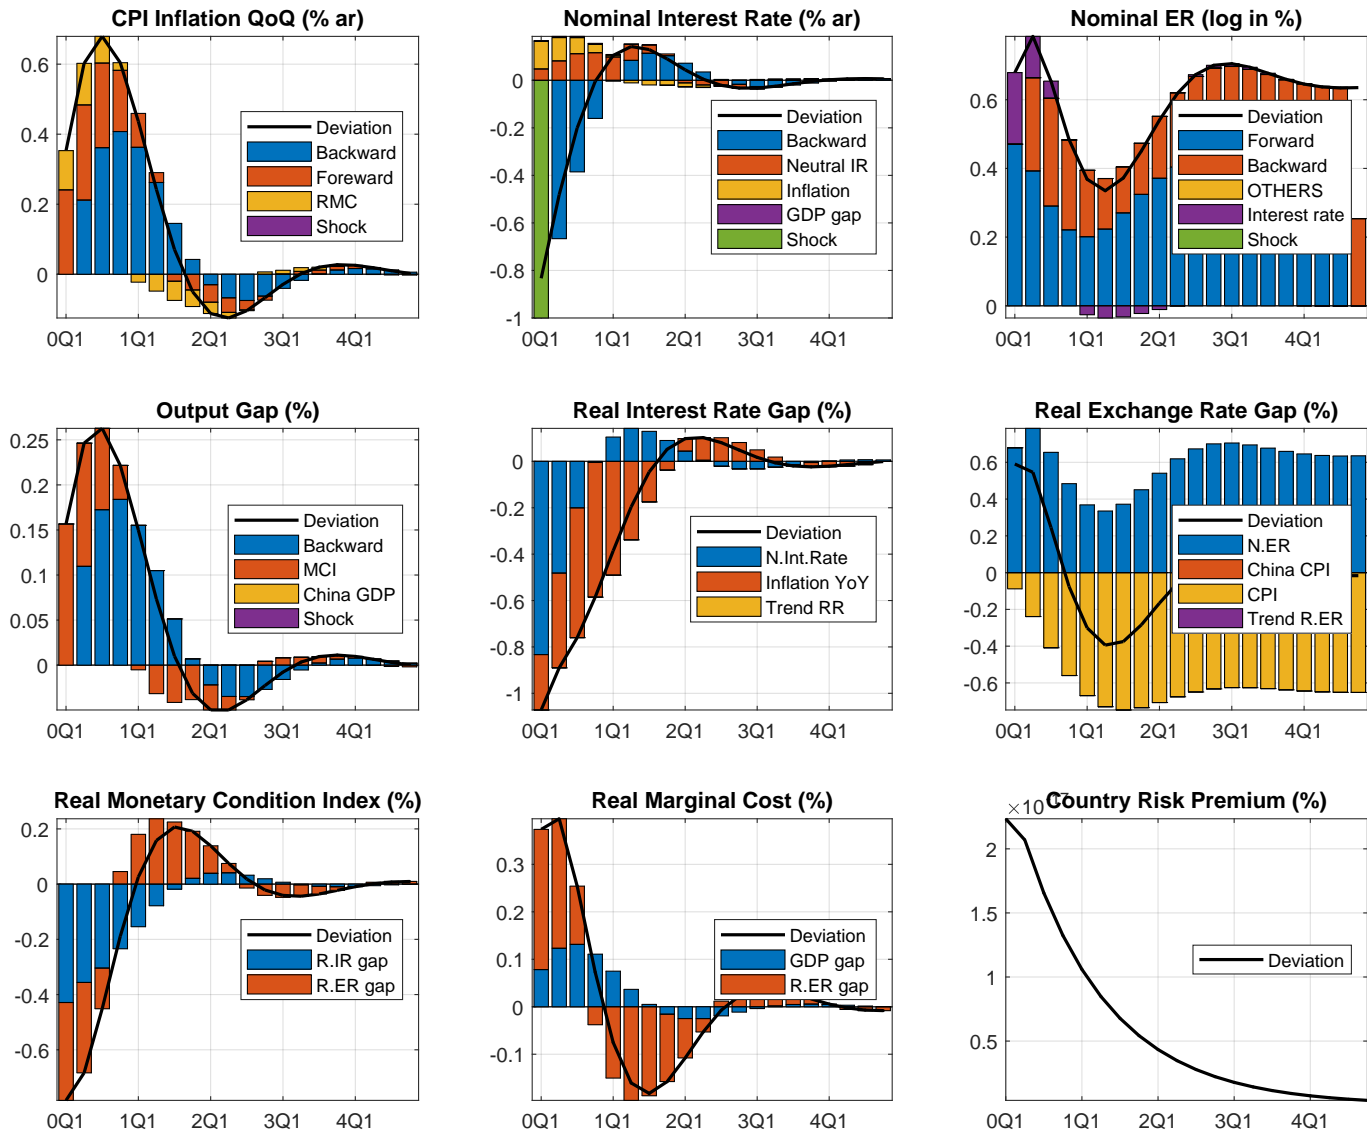 CPI Inflation QoQ (% ar)
0.6
0.4
0.2
0
0Q1 1Q1 2Q1 3Q1 4Q1
Deviation
Backward
Foreward
RMC
Shock
Nominal Interest Rate (% ar)
0
-0.2
-0.4
-0.6
-0.8
-1
0Q1 1Q1 2Q1 3Q1 4Q1
Deviation
Backward
Neutral IR
Inflation
GDP gap
Shock
Nominal ER (log in %)
0.6
0.4
0.2
0
0Q1 1Q1 2Q1 3Q1 4Q1
Deviation
Forward
Backward
OTHERS
Interest rate
Shock
Output Gap (%)
0.25
0.2
0.15
0.1
0.05
0
0Q1 1Q1 2Q1 3Q1 4Q1
Deviation
Backward
MCI
China GDP
Shock
Real Interest Rate Gap (%)
0
-0.2
-0.4
-0.6
-0.8
-1
0Q1 1Q1 2Q1 3Q1 4Q1
Deviation
N.Int.Rate
Inflation YoY
Trend RR
Real Exchange Rate Gap (%)
0.6
0.4
0.2
0
-0.2
-0.4
-0.6
0Q1 1Q1 2Q1 3Q1 4Q1
Deviation
N.ER
China CPI
CPI
Trend R.ER
Real Monetary Condition Index (%)
0.2
0
-0.2
-0.4
-0.6
0Q1 1Q1 2Q1 3Q1 4Q1
Deviation
R.IR gap
R.ER gap
Real Marginal Cost (%)
0.3
0.2
0.1
0
-0.1
0Q1 1Q1 2Q1 3Q1 4Q1
Deviation
GDP gap
R.ER gap
Country Risk Premium (%)
2
1.5
1
0.5
0Q1 1Q1 2Q1 3Q1 4Q1
Deviation